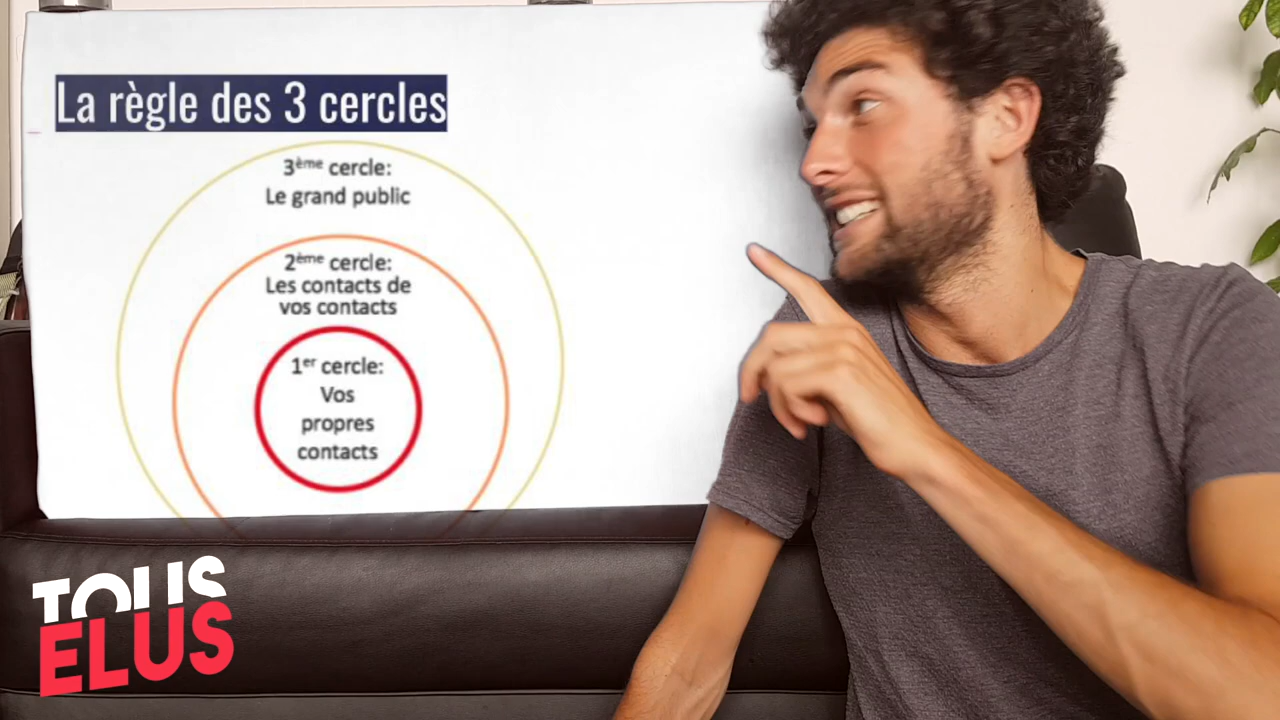 La règle des 3 cercles
3ème cercle:
Le grand public
2ème cercle:
Les contacts de
vos contacts
1er cercle:
Vos
propres
contacts
TOUS
ELUS